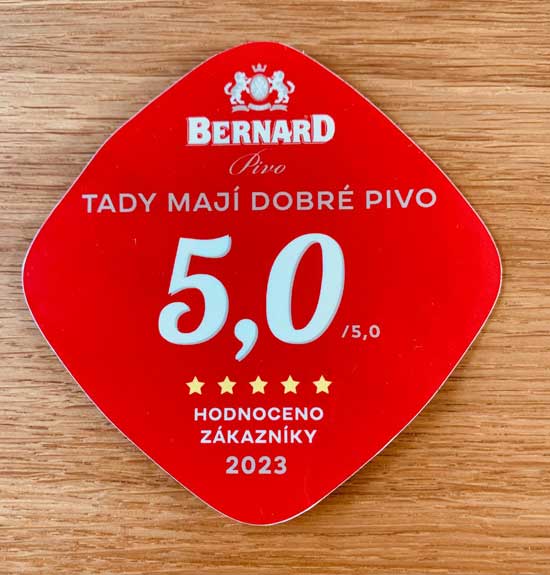 BERNARD
Pivo
TADY MAJÍ DOBRÉ PIVO
5,0
/5,0
HODNOCENO
ZÁKAZNÍKY
2023